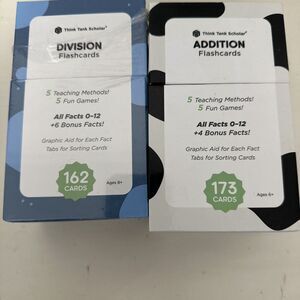 Think Tank Scholar
DIVISION
Flashcards
5 Teaching Methods!
5 Fun Games!
All Facts 0-12
+6 Bonus Facts!
Graphic Aid for Each Fact
Tabs for Sorting Cards
162
CARDS
Ages 8+
Think Tank Scholar
ADDITION
Flashcards
5 Teaching Methods!
5 Fun Games!
All Facts 0-12
+4 Bonus Facts!
Graphic Aid for Each Fact
Tabs for Sorting Cards
173
CARDS